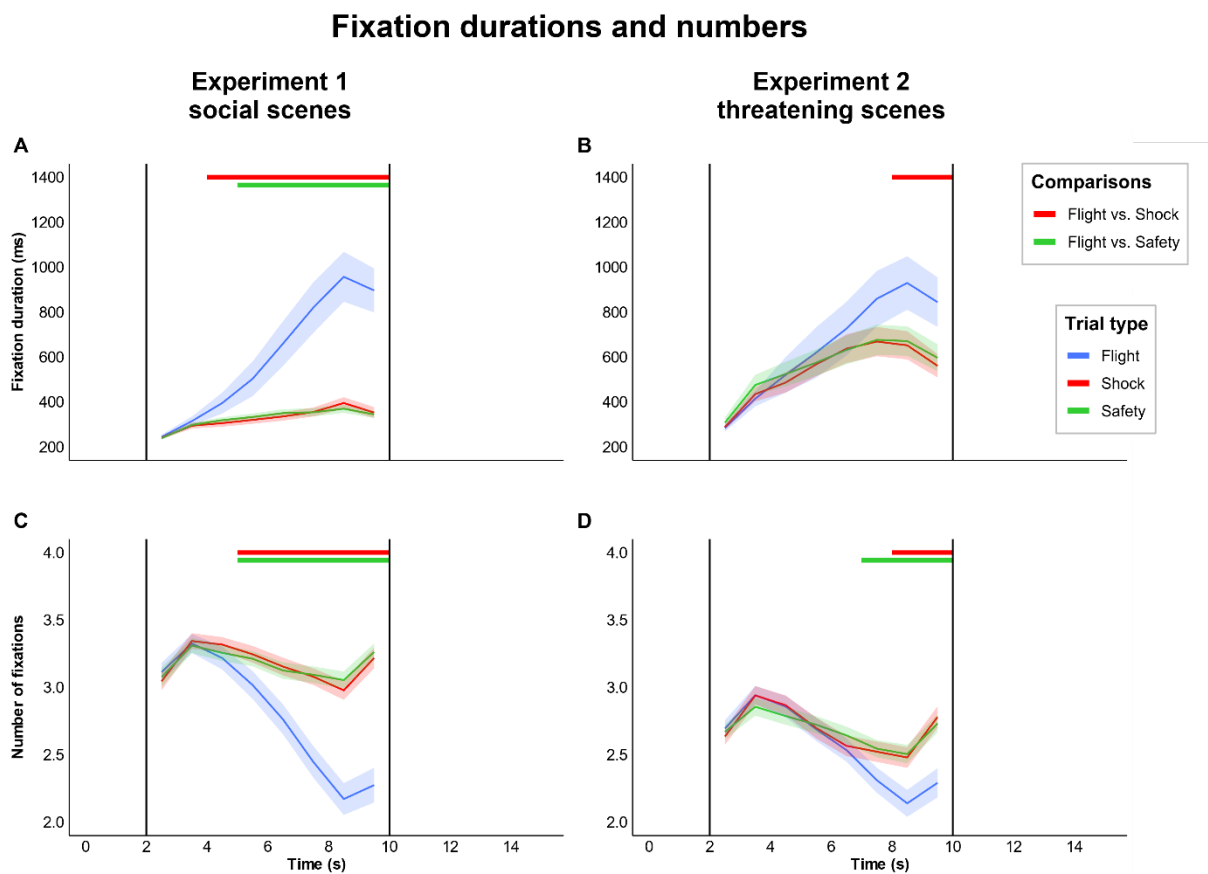 Fixation durations and numbers
Experiment 1
social scenes
Experiment 2
threatening scenes
A
Fixation duration (ms)
1400
1200
1000
800
600
400
200
B
1400
1200
1000
800
600
400
200
Comparisons
Flight vs. Shock
Flight vs. Safety
Trial type
Flight
Shock
Safety
C
Number of fixations
4.0
3.5
3.0
2.5
2.0
0 2 4 6 8 10 12 14
Time (s)
D
4.0
3.5
3.0
2.5
2.0
0 2 4 6 8 10 12 14
Time (s)